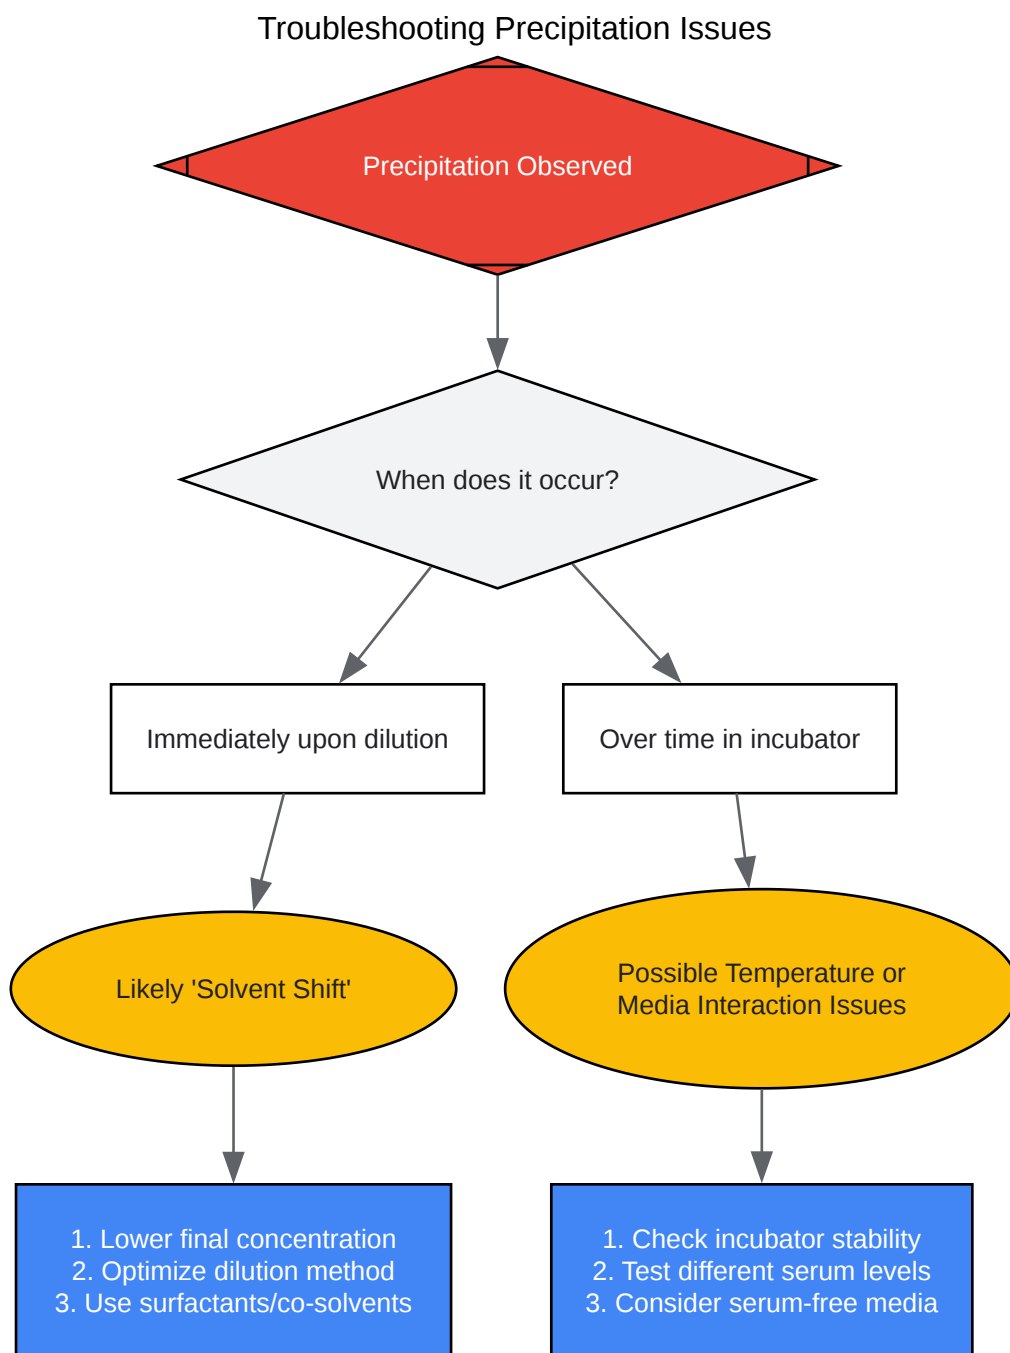 Troubleshooting Precipitation Issues
Precipitation Observed
When does it occur?
Immediately upon dilution
Over time in incubator
Likely 'Solvent Shift'
Possible Temperature or
Media Interaction Issues
1. Lower final concentration
2. Optimize dilution method
3. Use surfactants/co-solvents
1. Check incubator stability
2. Test different serum levels
3. Consider serum-free media